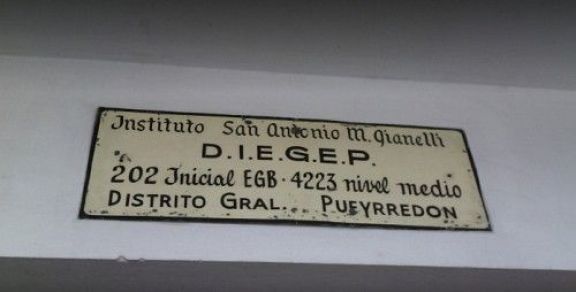 Instituto San Antonio M. Gianelli
D.I.E.G.E.P.
202 Inicial EGB · 4223 nivel medio
DISTRITO GRAL. PUEYRREDON